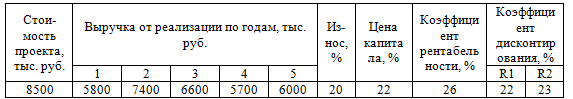 Стои-
мость
проекта,
тыс. руб.
Выручка от реализации по годам, тыс.
руб.
1 2 3 4 5
Из-
нос,
%
Цена
капита
ла, %
Коэффици
ент
рентабель
ности, %
Коэффици
ент
дисконтир
ования, %
R1 R2
8500 5800 7400 6600 5700 6000 20 22 26 22 23